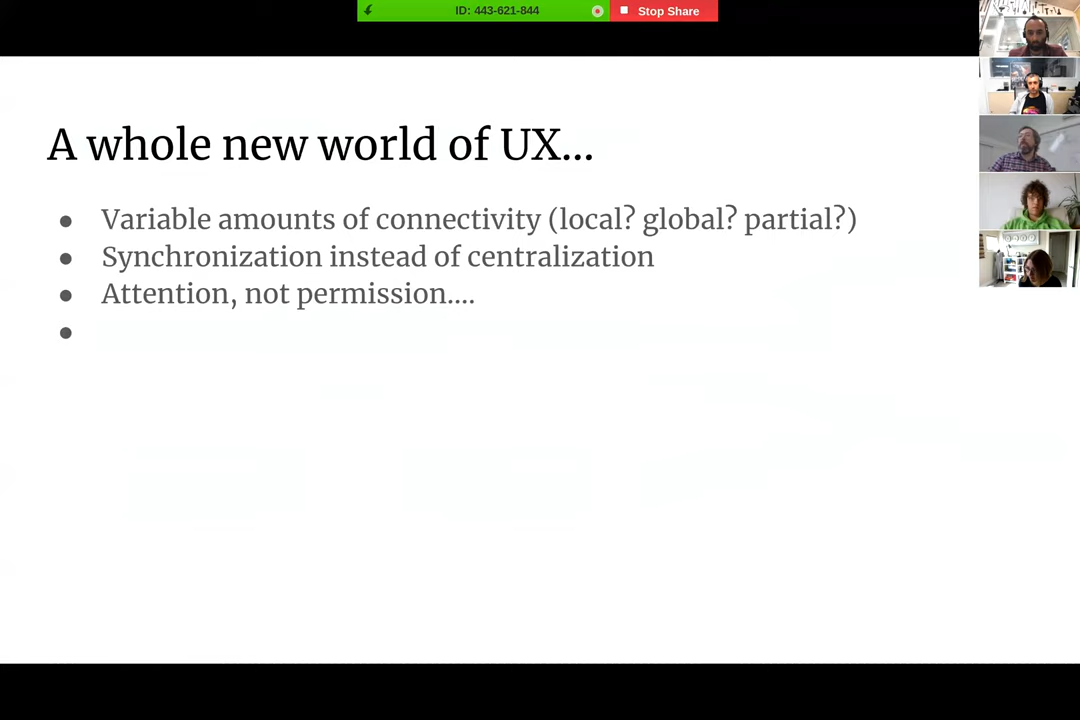 ID: 443-621-844
Stop Share
A whole new world of UX...
● Variable amounts of connectivity (local? global? partial?)
● Synchronization instead of centralization
● Attention, not permission....
●